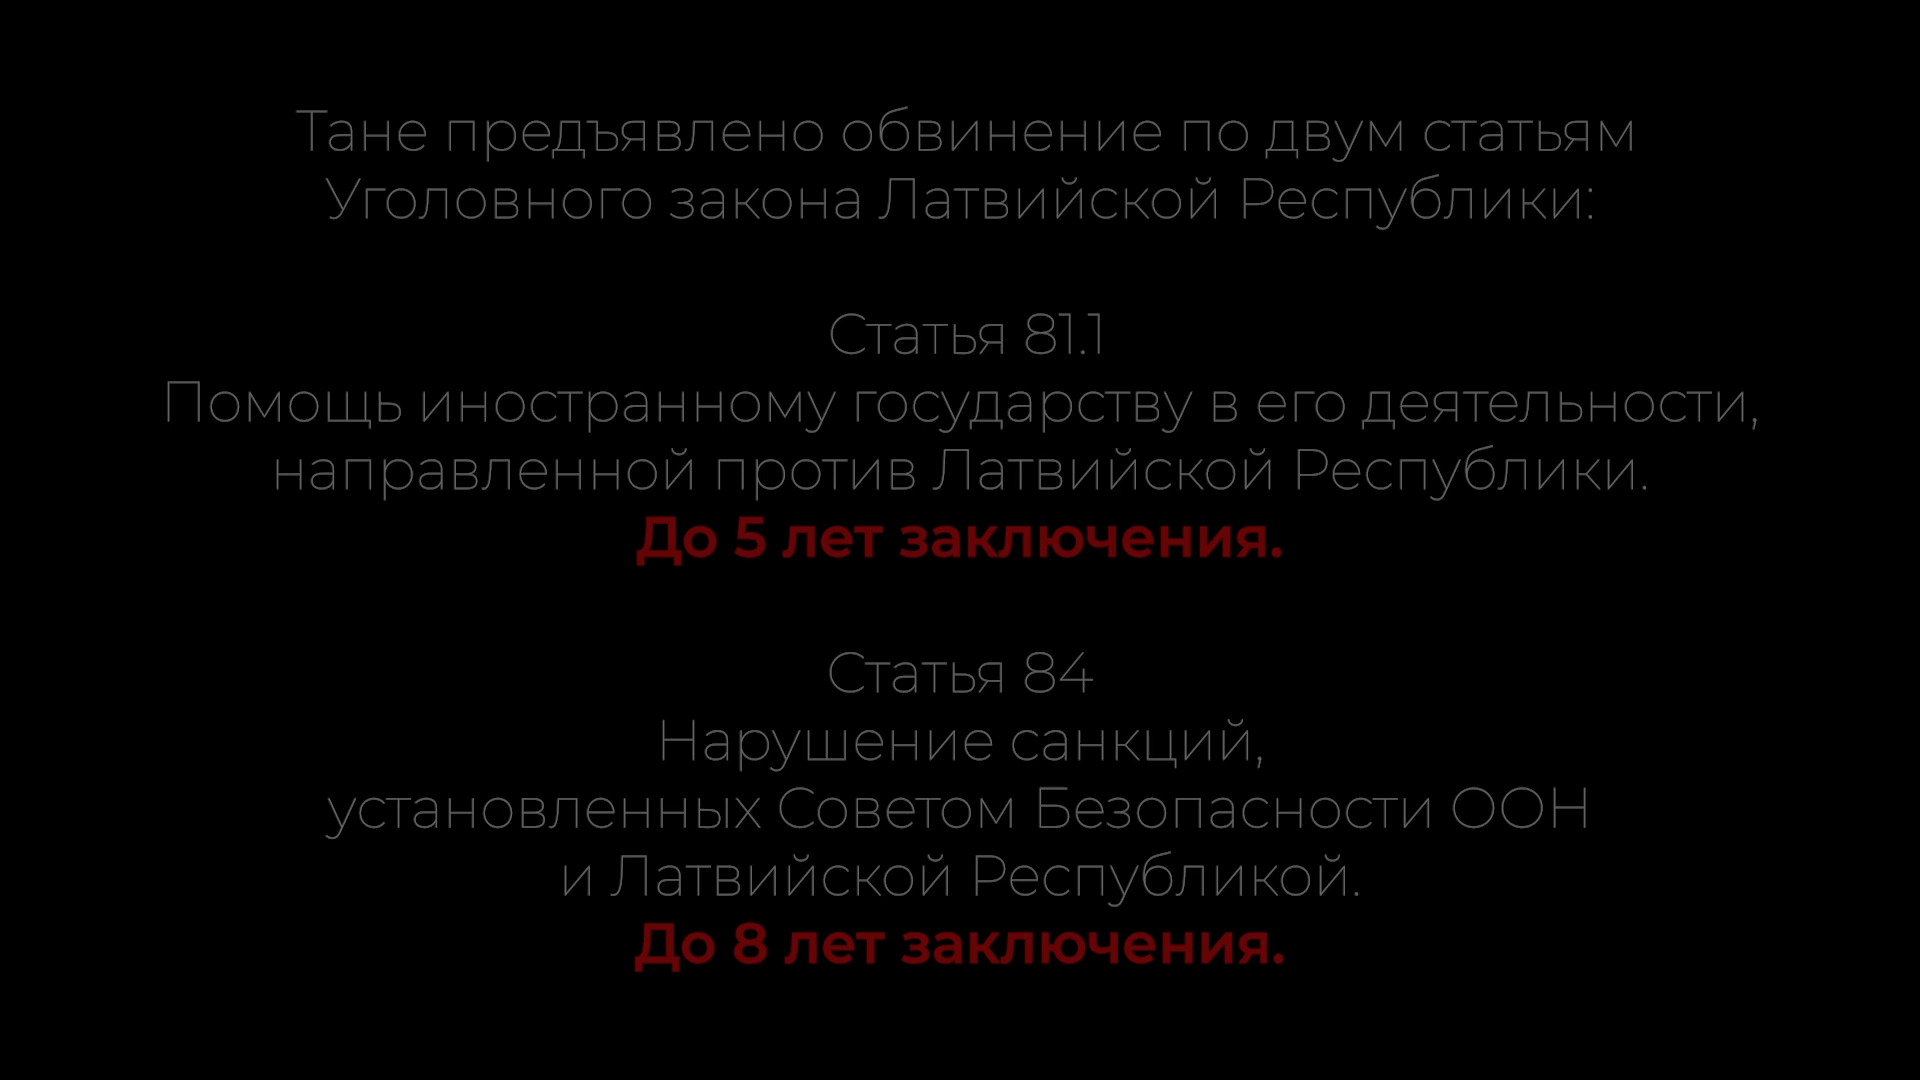 Тане предъявлено обвинение по двум статьям
Уголовного закона Латвийской Республики:
Статья 81.1
Помощь иностранному государству в его деятельности,
направленной против Латвийской Республики.
До 5 лет заключения.
Статья 84
Нарушение санкций,
установленных Советом Безопасности ООН
и Латвийской Республикой.
До 8 лет заключения.